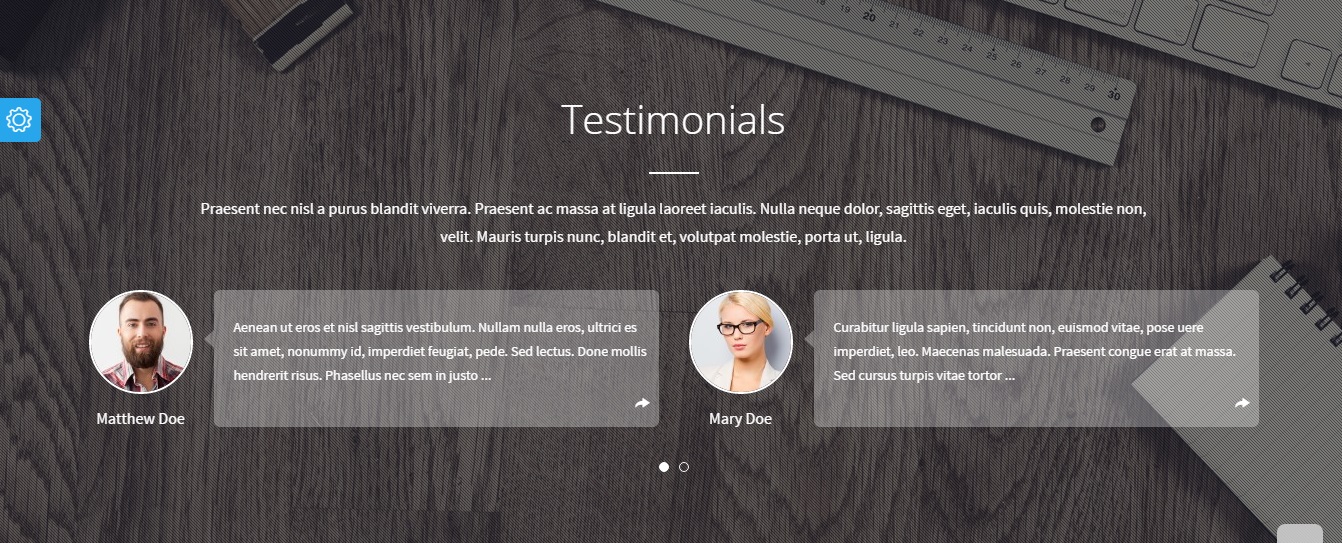 18 19 20 21 22 23 24 25 26 27 28 29 30
Testimonials
Praesent nec nisl a purus blandit viverra. Praesent ac massa at ligula laoreet iaculis. Nulla neque dolor, sagittis eget, iaculis quis, molestie non,
velit. Mauris turpis nunc, blandit et, volutpat molestie, porta ut, ligula.
Aenean ut eros et nisl sagittis vestibulum. Nullam nulla eros, ultrici es
sit amet, nonummy id, imperdiet feugiat, pede. Sed lectus. Done mollis
hendrerit risus. Phasellus nec sem in justo ...
Matthew Doe
Curabitur ligula sapien, tincidunt non, euismod vitae, pose uere
imperdiet, leo. Maecenas malesuada. Praesent congue erat at massa.
Sed cursus turpis vitae tortor ...
Mary Doe